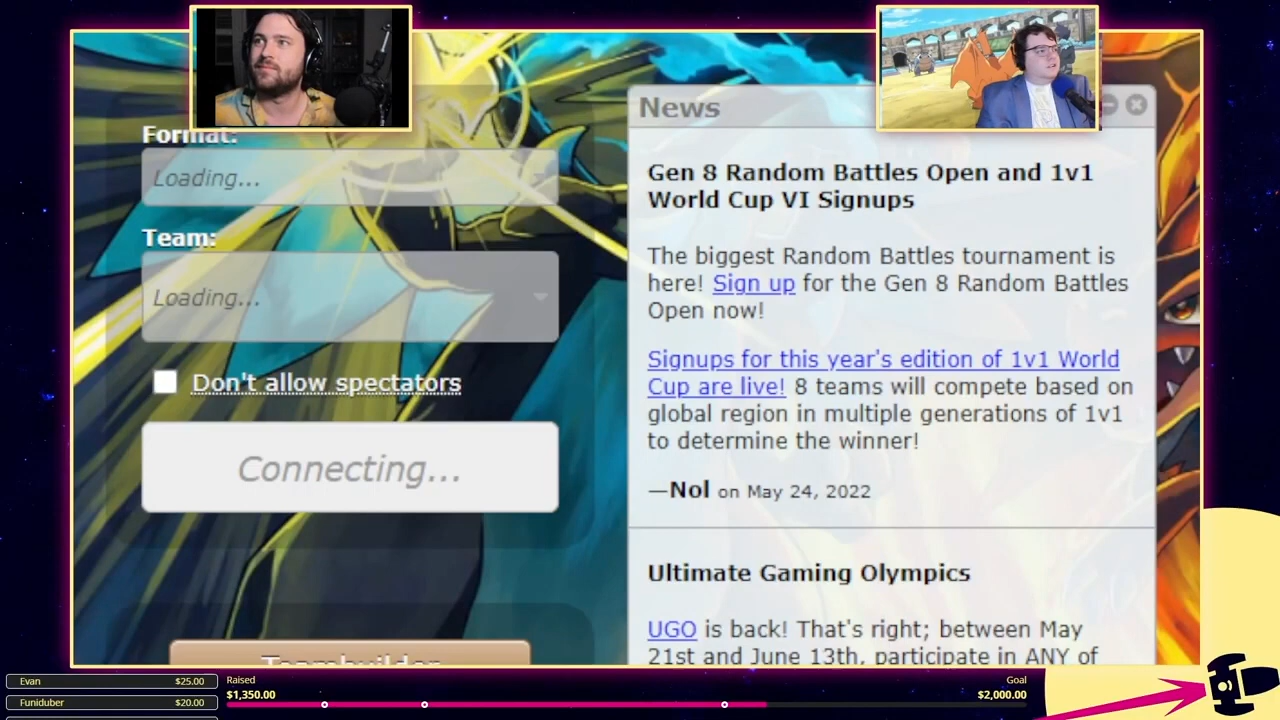 Format:
Loading...
Team:
Loading...
Don't allow spectators
Connecting...
Teambuilder
News
Gen 8 Random Battles Open and 1v1
World Cup VI Signups
The biggest Random Battles tournament is
here! Sign up for the Gen 8 Random Battles
Open now!
Signups for this year's edition of 1v1 World
Cup are live! 8 teams will compete based on
global region in multiple generations of 1v1
to determine the winner!
—Nol on May 24, 2022
Ultimate Gaming Olympics
UGO is back! That's right; between May
21st and June 13th, participate in ANY of
Evan $25.00
Funiduber $20.00
Raised
$1,350.00
Goal
$2,000.00